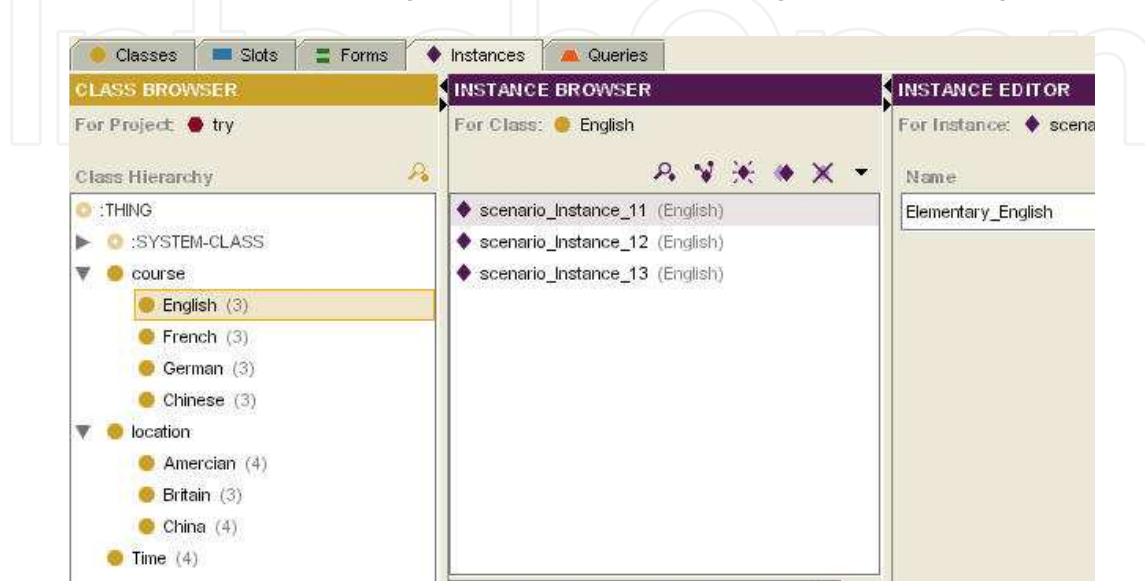 Classes Slots Forms Instances Queries
CLASS BROWSER
For Project: try
Class Hierarchy
:THING
:SYSTEM-CLASS
course
English (3)
French (3)
German (3)
Chinese (3)
location
Amercian (4)
Britain (3)
China (4)
Time (4)
INSTANCE BROWSER
For Class: English
scenario_Instance_11 (English)
scenario_Instance_12 (English)
scenario_Instance_13 (English)
INSTANCE EDITOR
For Instance: scena
Name
Elementary_English